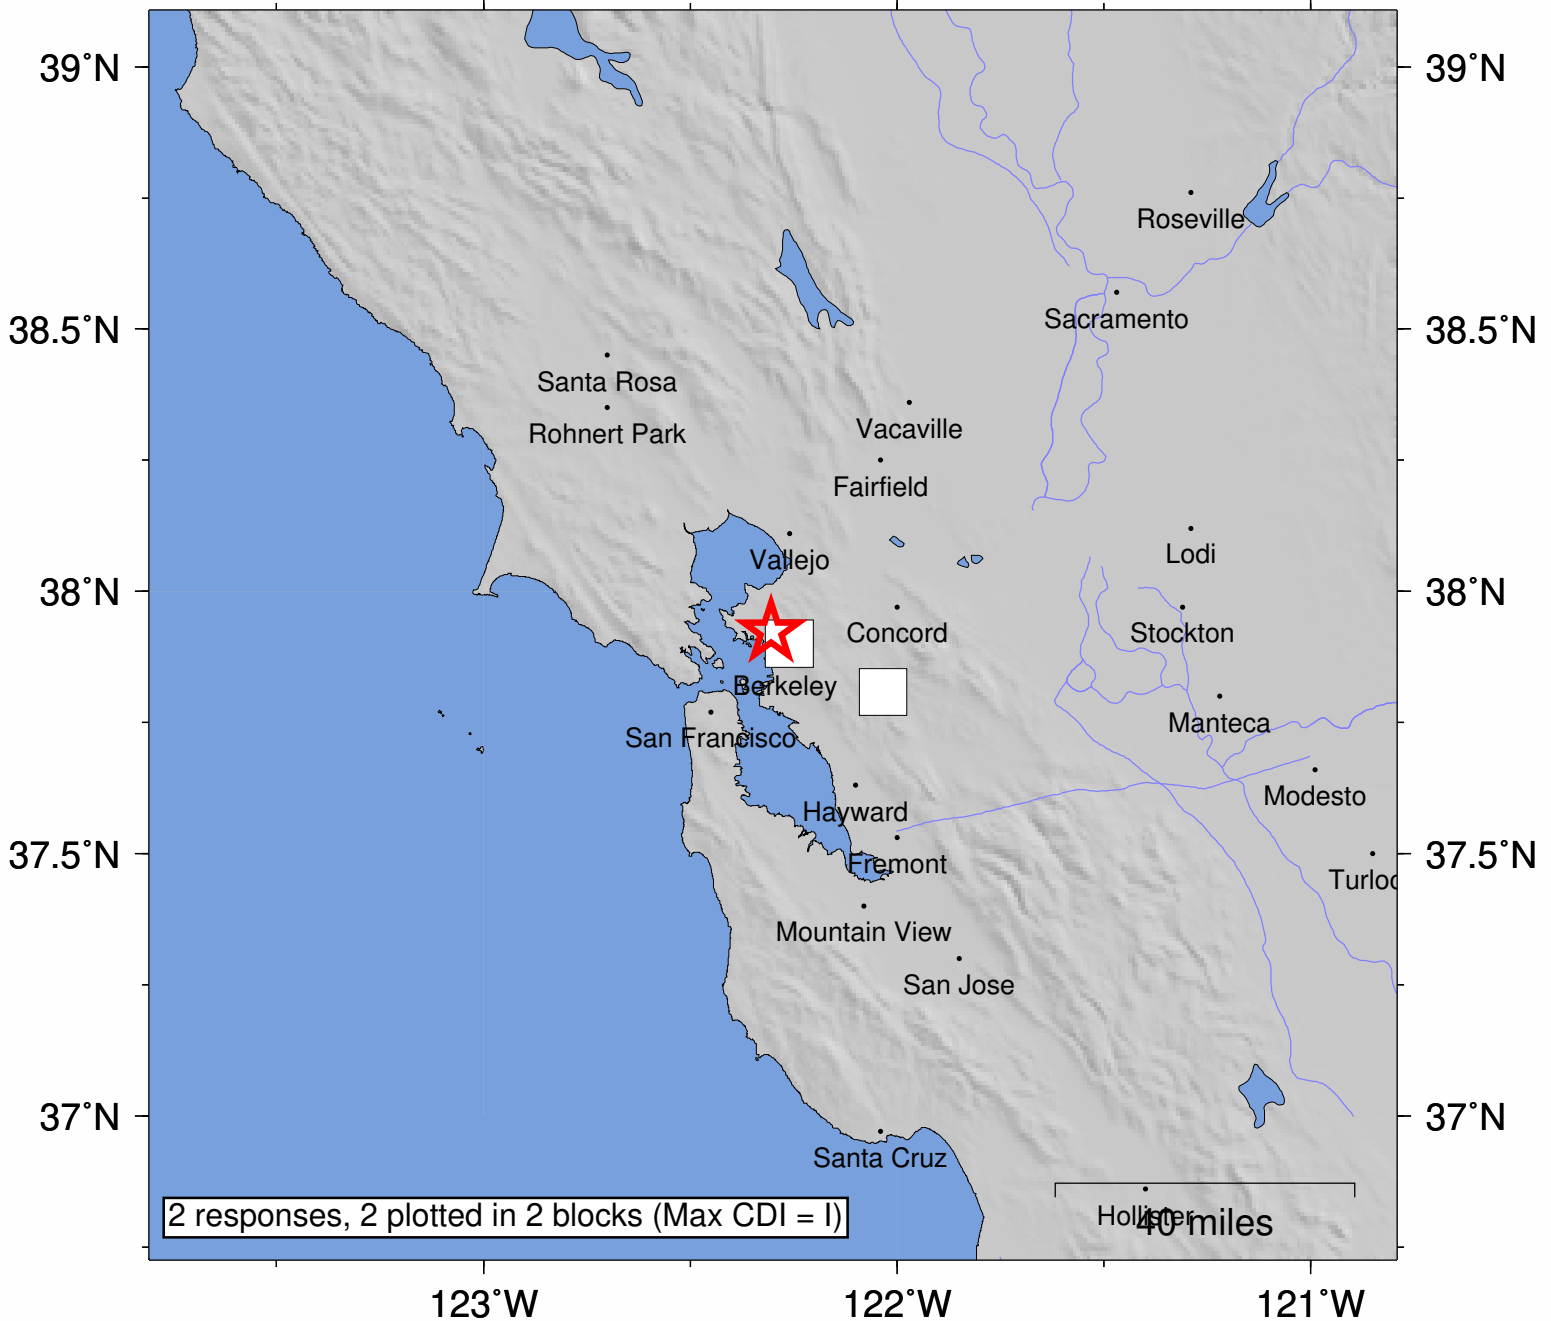 39°N
39°N
Roseville
Sacramento
38.5°N
38.5°N
Santa Rosa
Rohnert Park
Vacaville
Fairfield
Lodi
Vallejo
38°N
38°N
Concord
Stockton
Berkeley
Manteca
San Francisco
Modesto
Hayward
37.5°N
37.5°N
Fremont
Turloc
Mountain View
San Jose
37°N
37°N
Santa Cruz
2 responses, 2 plotted in 2 blocks (Max CDI = I)
Hollister
40 miles
123°W
122°W
121°W